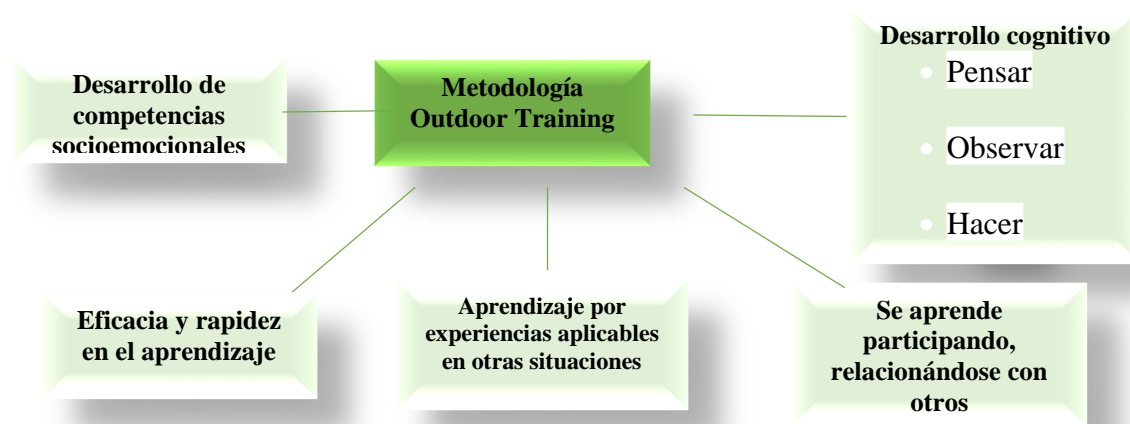 Desarrollo de
competencias
socioemocionales
Metodología
Outdoor Training
Desarrollo cognitivo
• Pensar
• Observar
• Hacer
Eficacia y rapidez
en el aprendizaje
Aprendizaje por
experiencias aplicables
en otras situaciones
Se aprende
participando,
relacionándose con
otros